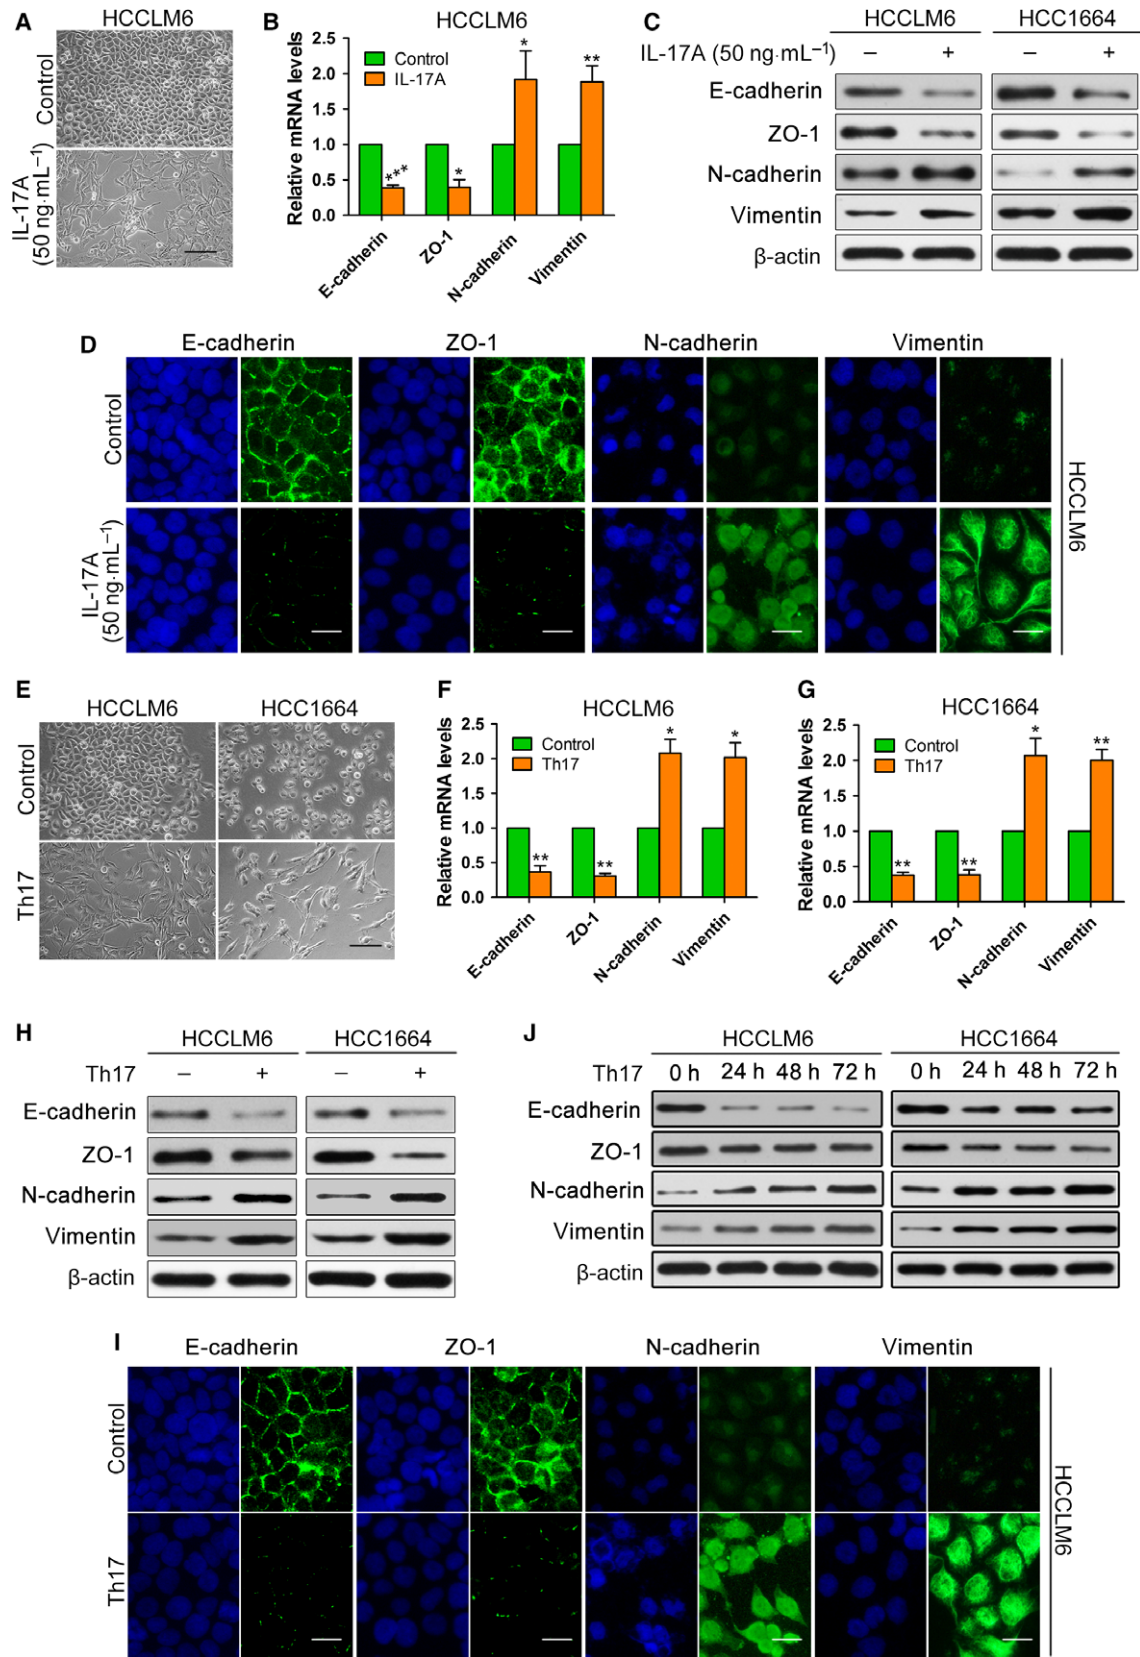 A
HCCLM6
Control
IL-17A
(50 ng·mL–1)
B
HCCLM6
Relative mRNA levels
2.5
2.0
1.5
1.0
0.5
0.0
Control
IL-17A
***
*
*
**
E-cadherin
ZO-1
N-cadherin
Vimentin
C
HCCLM6 HCC1664
IL-17A (50 ng·mL–1) – + – +
E-cadherin
ZO-1
N-cadherin
Vimentin
β-actin
D
E-cadherin ZO-1 N-cadherin Vimentin
Control
IL-17A
(50 ng·mL–1)
HCCLM6
E
HCCLM6 HCC1664
Control
Th17
F
HCCLM6
Relative mRNA levels
2.5
2.0
1.5
1.0
0.5
0.0
Control
Th17
**
**
*
*
E-cadherin
ZO-1
N-cadherin
Vimentin
G
HCC1664
Relative mRNA levels
2.5
2.0
1.5
1.0
0.5
0.0
Control
Th17
**
**
*
**
E-cadherin
ZO-1
N-cadherin
Vimentin
H
HCCLM6 HCC1664
Th17 – + – +
E-cadherin
ZO-1
N-cadherin
Vimentin
β-actin
J
HCCLM6 HCC1664
Th17 0 h 24 h 48 h 72 h 0 h 24 h 48 h 72 h
E-cadherin
ZO-1
N-cadherin
Vimentin
β-actin
I
E-cadherin ZO-1 N-cadherin Vimentin
Control
Th17
HCCLM6